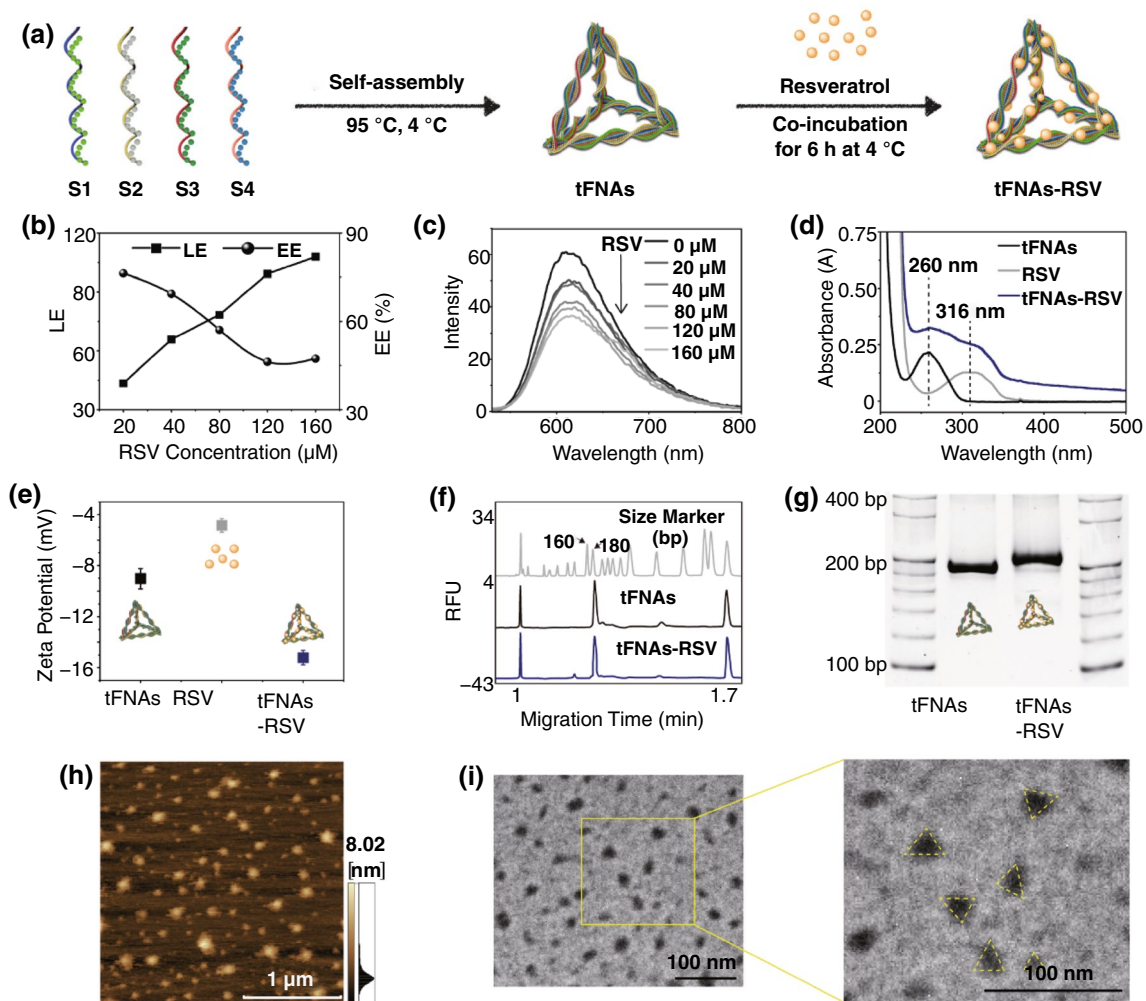 (a)
S1 S2 S3 S4
Self-assembly
95 °C, 4 °C
tFNAs
Resveratrol
Co-incubation
for 6 h at 4 °C
tFNAs-RSV
(b)
LE EE
120
90
60
30
LE
90
60
30
EE (%)
20 40 80 120 160
RSV Concentration (µM)
(c)
RSV
0 µM
20 µM
40 µM
80 µM
120 µM
160 µM
60
40
20
0
Intensity
600 700 800
Wavelength (nm)
(d)
0.75
0.50
0.25
0
Absorbance (A)
tFNAs
RSV
tFNAs-RSV
260 nm
316 nm
200 300 400 500
Wavelength (nm)
(e)
−4
−8
−12
−16
Zeta Potential (mV)
tFNAs RSV tFNAs
-RSV
(f)
34
4
−43
RFU
Size Marker
(bp)
160 180
tFNAs
tFNAs-RSV
1 1.7
Migration Time (min)
(g)
400 bp
200 bp
100 bp
tFNAs tFNAs
-RSV
(h)
8.02
[nm]
1 µm
(i)
100 nm
100 nm